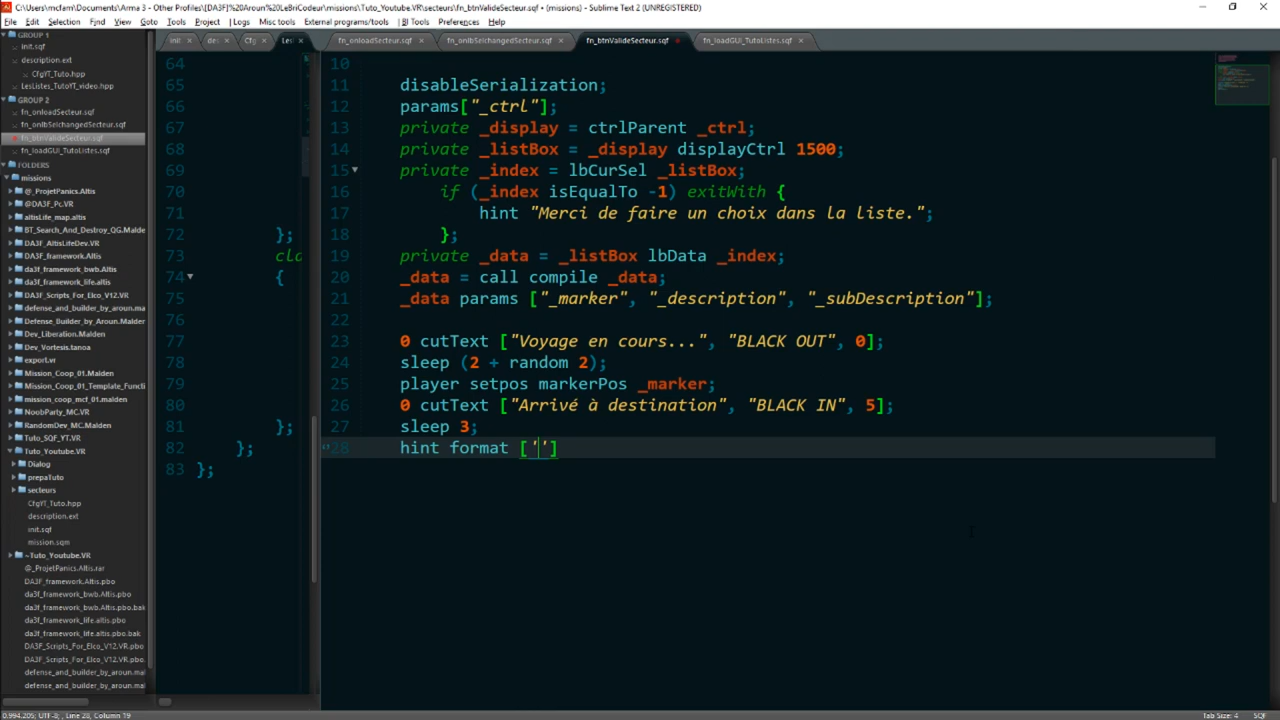 C:\Users\mcfam\Documents\Arma 3 - Other Profiles\[DA3F]%20Aroun%20LeBriCodeur\missions\Tuto_Youtube.VR\secteurs\fn_btnValideSecteur.sqf • (missions) - Sublime Text 2 (UNREGISTERED)
File Edit Selection Find View Goto Tools Project Logs Misc tools External programs/tools BI Tools Preferences Help
GROUP 1
init.sqf
description.ext
CfgYT_Tuto.hpp
LesListes_TutoYT_video.hpp
GROUP 2
fn_onloadSecteur.sqf
fn_onlbSelchangedSecteur.sqf
fn_btnValideSecteur.sqf
fn_loadGUI_TutoListes.sqf
FOLDERS
missions
@_ProjetPanics.Altis
@DA3F_Pc.VR
altisLife_map.altis
BT_Search_And_Destroy_QG.Malde
DA3F_AltisLifeDev.VR
DA3F_framework.Altis
da3f_framework_bwb.Altis
da3f_framework_life.altis
DA3F_Scripts_For_Elco_V12.VR
defense_and_builder_by_aroun.ma
Defense_Builder_by_Aroun.Malder
Dev_Liberation.Malden
Dev_Vortesis.tanoa
export.vr
Mission_Coop_01.Malden
Mission_Coop_01_Template_Functi
mission_coop_mcf_01.malden
NoobParty_MC.VR
RandomDev_MC.Malden
Tuto_SQF_YT.VR
Tuto_Youtube.VR
Dialog
prepaTuto
secteurs
CfgYT_Tuto.hpp
description.ext
init.sqf
mission.sqm
~Tuto_Youtube.VR
@_ProjetPanics.Altis.rar
DA3F_framework.Altis.pbo
da3f_framework_bwb.Altis.pbo
da3f_framework_bwb.Altis.pbo.bak
da3f_framework_life.altis.pbo
da3f_framework_life.altis.pbo.bak
DA3F_Scripts_For_Elco_V12.VR.pbo
DA3F_Scripts_For_Elco_V12.VR.pbo.
defense_and_builder_by_aroun.mal
defense_and_builder_by_aroun.mal
init × des × Cfg × Les ×
64
65
66
67
68
69
70
71
72 };
73 cla
74 {
75
76
77
78
79
80
81 };
82 };
83 };
fn_onloadSecteur.sqf × fn_onlbSelchangedSecteur.sqf × fn_btnValideSecteur.sqf • fn_loadGUI_TutoListes.sqf ×
10
11 disableSerialization;
12 params["_ctrl"];
13 private _display = ctrlParent _ctrl;
14 private _listBox = _display displayCtrl 1500;
15 private _index = lbCurSel _listBox;
16 if (_index isEqualTo -1) exitWith {
17 hint "Merci de faire un choix dans la liste.";
18 };
19 private _data = _listBox lbData _index;
20 _data = call compile _data;
21 _data params ["_marker", "_description", "_subDescription"];
22
23 0 cutText ["Voyage en cours...", "BLACK OUT", 0];
24 sleep (2 + random 2);
25 player setpos markerPos _marker;
26 0 cutText ["Arrivé à destination", "BLACK IN", 5];
27 sleep 3;
28 hint format ['']
0.994.205; UTF-8; , Line 28, Column 19
Tab Size: 4 SQF